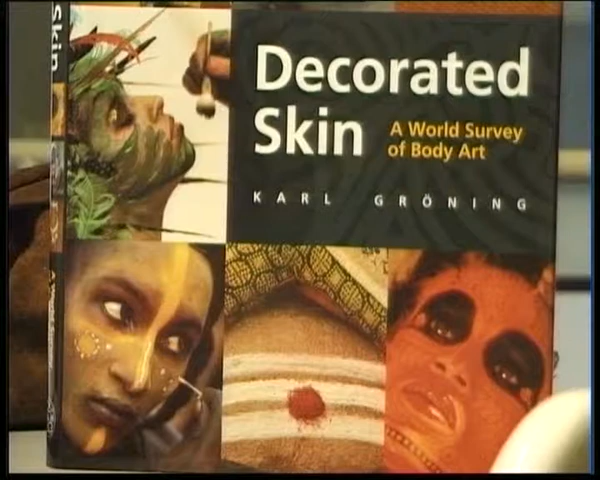 Skin
Decorated
Skin
A World Survey
of Body Art
KARL GRÖNING